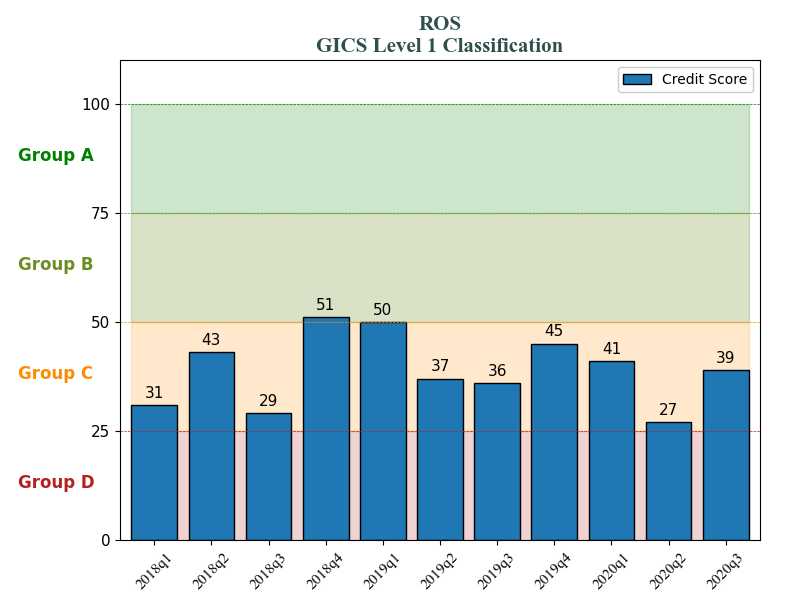 ROS
GICS Level 1 Classification
Credit Score
100
Group A
75
Group B
50
Group C
25
Group D
0
31
43
29
51
50
37
36
45
41
27
39
2018q1
2018q2
2018q3
2018q4
2019q1
2019q2
2019q3
2019q4
2020q1
2020q2
2020q3